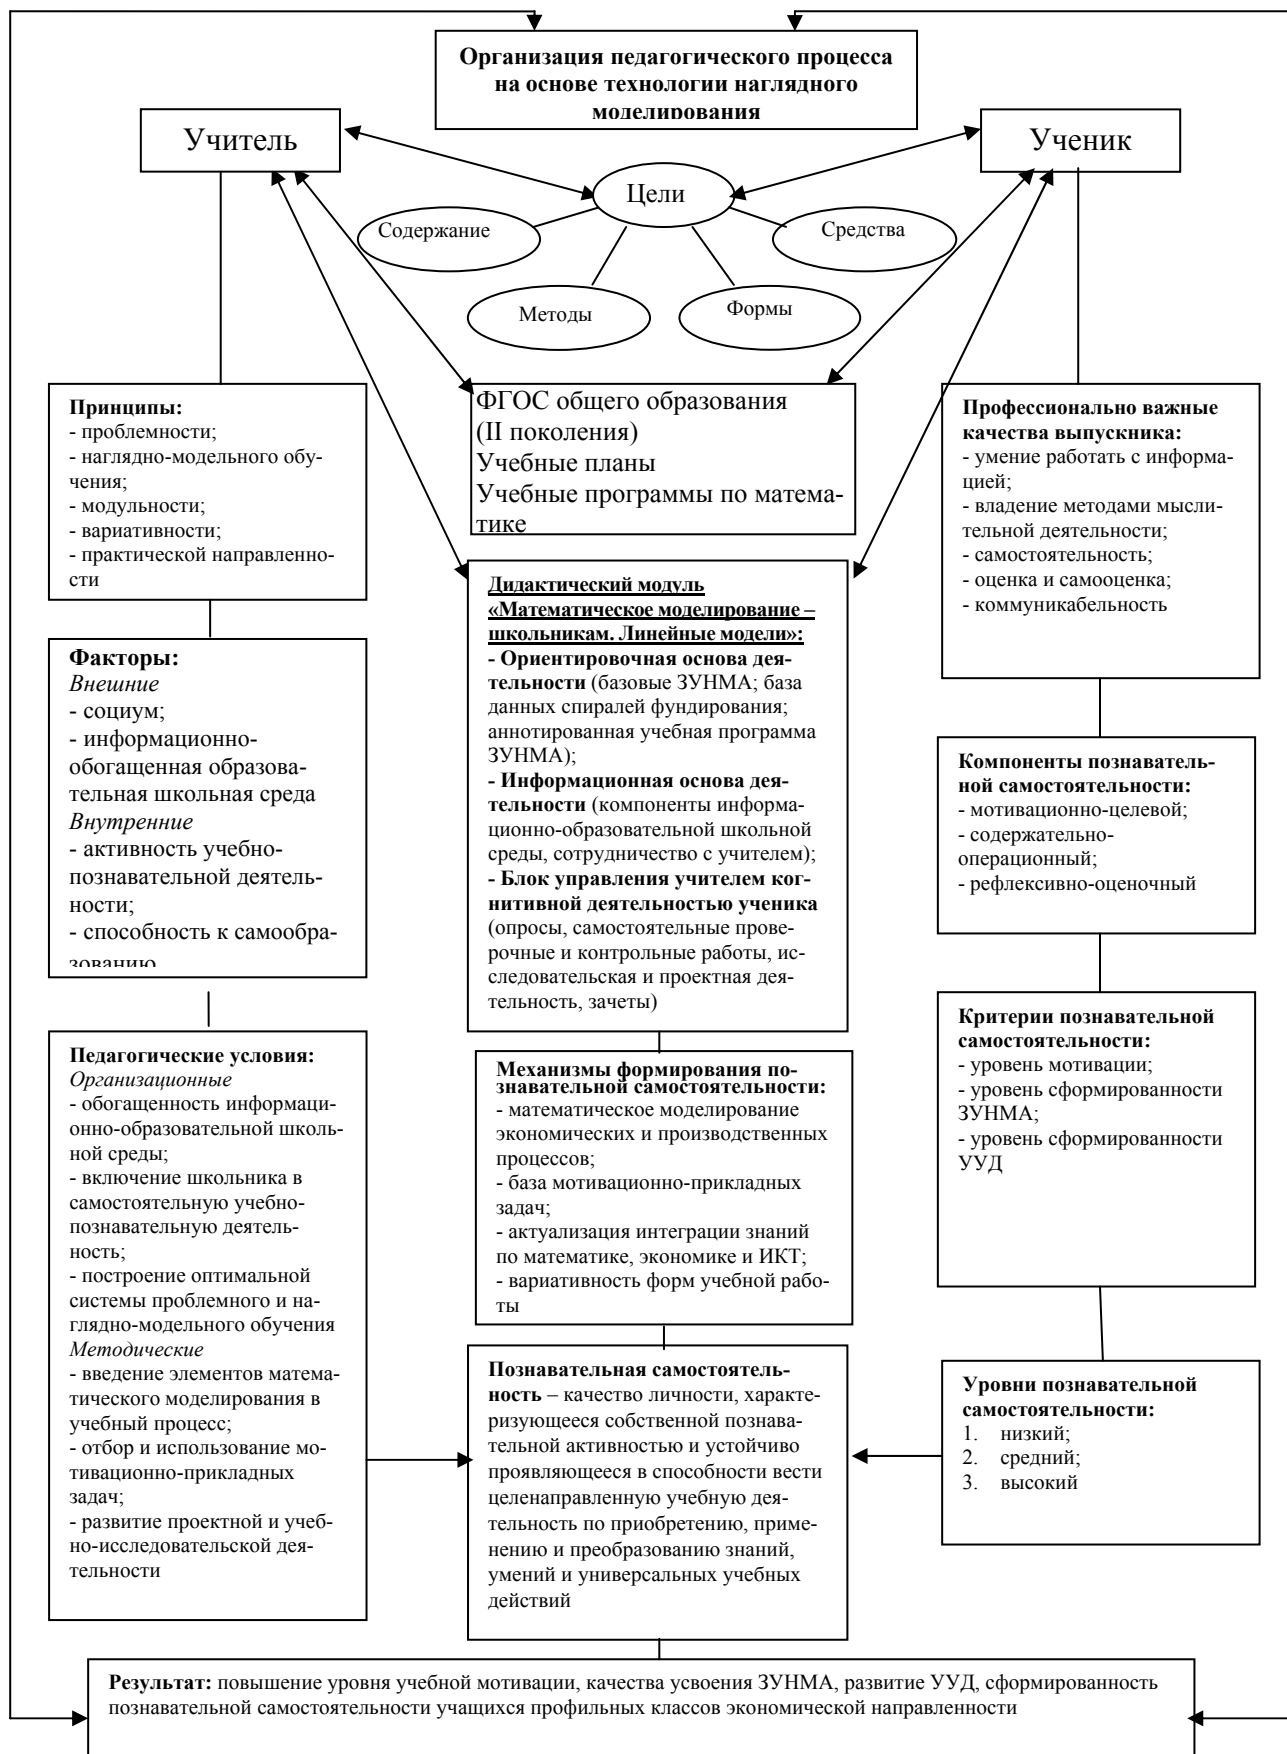 Организация педагогического процесса
на основе технологии наглядного
моделирования
Учитель
Ученик
Цели
Содержание
Средства
Методы
Формы
Принципы:
- проблемности;
- наглядно-модельного обу-
чения;
- модульности;
- вариативности;
- практической направленно-
сти
ФГОС общего образования
(II поколения)
Учебные планы
Учебные программы по матема-
тике
Профессионально важные
качества выпускника:
- умение работать с информа-
цией;
- владение методами мысли-
тельной деятельности;
- самостоятельность;
- оценка и самооценка;
- коммуникабельность
Факторы:
Внешние
- социум;
- информационно-
обогащенная образова-
тельная школьная среда
Внутренние
- активность учебно-
познавательной деятель-
ности;
- способность к самообра-
зованию
Дидактический модуль
«Математическое моделирование –
школьникам. Линейные модели»:
- Ориентировочная основа дея-
тельности (базовые ЗУНМА; база
данных спиралей фундирования;
аннотированная учебная программа
ЗУНМА);
- Информационная основа дея-
тельности (компоненты информа-
ционно-образовательной школьной
среды, сотрудничество с учителем);
- Блок управления учителем ког-
нитивной деятельностью ученика
(опросы, самостоятельные прове-
рочные и контрольные работы, ис-
следовательская и проектная дея-
тельность, зачеты)
Компоненты познаватель-
ной самостоятельности:
- мотивационно-целевой;
- содержательно-
операционный;
- рефлексивно-оценочный
Педагогические условия:
Организационные
- обогащенность информаци-
онно-образовательной школь-
ной среды;
- включение школьника в
самостоятельную учебно-
познавательную деятель-
ность;
- построение оптимальной
системы проблемного и на-
глядно-модельного обучения
Методические
- введение элементов матема-
тического моделирования в
учебный процесс;
- отбор и использование мо-
тивационно-прикладных
задач;
- развитие проектной и учеб-
но-исследовательской дея-
тельности
Механизмы формирования по-
знавательной самостоятельности:
- математическое моделирование
экономических и производственных
процессов;
- база мотивационно-прикладных
задач;
- актуализация интеграции знаний
по математике, экономике и ИКТ;
- вариативность форм учебной рабо-
ты
Критерии познавательной
самостоятельности:
- уровень мотивации;
- уровень сформированности
ЗУНМА;
- уровень сформированности
УУД
Познавательная самостоятель-
ность – качество личности, характе-
ризующееся собственной познава-
тельной активностью и устойчиво
проявляющееся в способности вести
целенаправленную учебную дея-
тельность по приобретению, приме-
нению и преобразованию знаний,
умений и универсальных учебных
действий
Уровни познавательной
самостоятельности:
1. низкий;
2. средний;
3. высокий
Результат: повышение уровня учебной мотивации, качества усвоения ЗУНМА, развитие УУД, сформированность
познавательной самостоятельности учащихся профильных классов экономической направленности